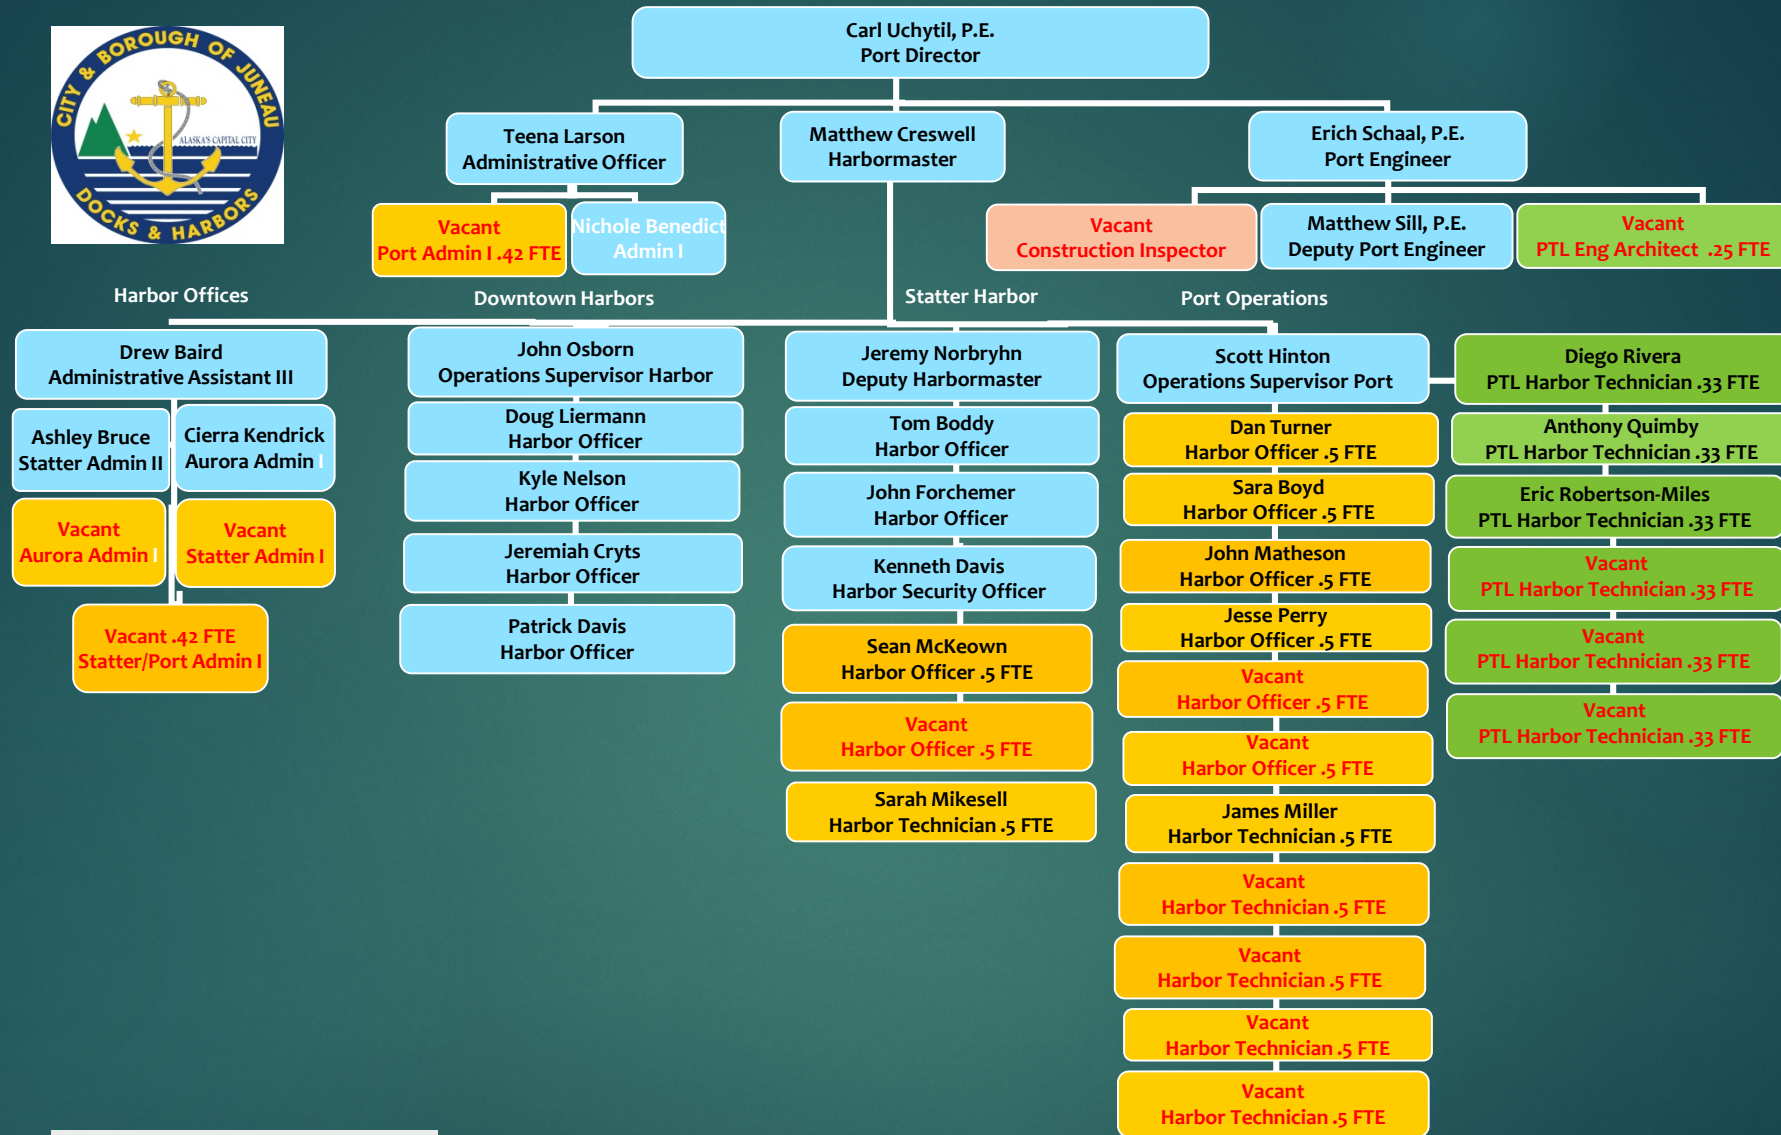 CITY & BOROUGH OF JUNEAU
ALASKA'S CAPITAL CITY
DOCKS & HARBORS
Carl Uchytil, P.E.
Port Director
Teena Larson
Administrative Officer
Matthew Creswell
Harbormaster
Erich Schaal, P.E.
Port Engineer
Vacant
Port Admin I .42 FTE
Nichole Benedict
Admin I
Vacant
Construction Inspector
Matthew Sill, P.E.
Deputy Port Engineer
Vacant
PTL Eng Architect .25 FTE
Harbor Offices
Downtown Harbors
Statter Harbor
Port Operations
Drew Baird
Administrative Assistant III
Ashley Bruce
Statter Admin II
Cierra Kendrick
Aurora Admin I
Vacant
Aurora Admin I
Vacant
Statter Admin I
Vacant .42 FTE
Statter/Port Admin I
John Osborn
Operations Supervisor Harbor
Doug Liermann
Harbor Officer
Kyle Nelson
Harbor Officer
Jeremiah Cryts
Harbor Officer
Patrick Davis
Harbor Officer
Jeremy Norbryhn
Deputy Harbormaster
Tom Boddy
Harbor Officer
John Forchemer
Harbor Officer
Kenneth Davis
Harbor Security Officer
Sean McKeown
Harbor Officer .5 FTE
Vacant
Harbor Officer .5 FTE
Sarah Mikesell
Harbor Technician .5 FTE
Scott Hinton
Operations Supervisor Port
Dan Turner
Harbor Officer .5 FTE
Sara Boyd
Harbor Officer .5 FTE
John Matheson
Harbor Officer .5 FTE
Jesse Perry
Harbor Officer .5 FTE
Vacant
Harbor Officer .5 FTE
Vacant
Harbor Officer .5 FTE
James Miller
Harbor Technician .5 FTE
Vacant
Harbor Technician .5 FTE
Vacant
Harbor Technician .5 FTE
Vacant
Harbor Technician .5 FTE
Vacant
Harbor Technician .5 FTE
Diego Rivera
PTL Harbor Technician .33 FTE
Anthony Quimby
PTL Harbor Technician .33 FTE
Eric Robertson-Miles
PTL Harbor Technician .33 FTE
Vacant
PTL Harbor Technician .33 FTE
Vacant
PTL Harbor Technician .33 FTE
Vacant
PTL Harbor Technician .33 FTE